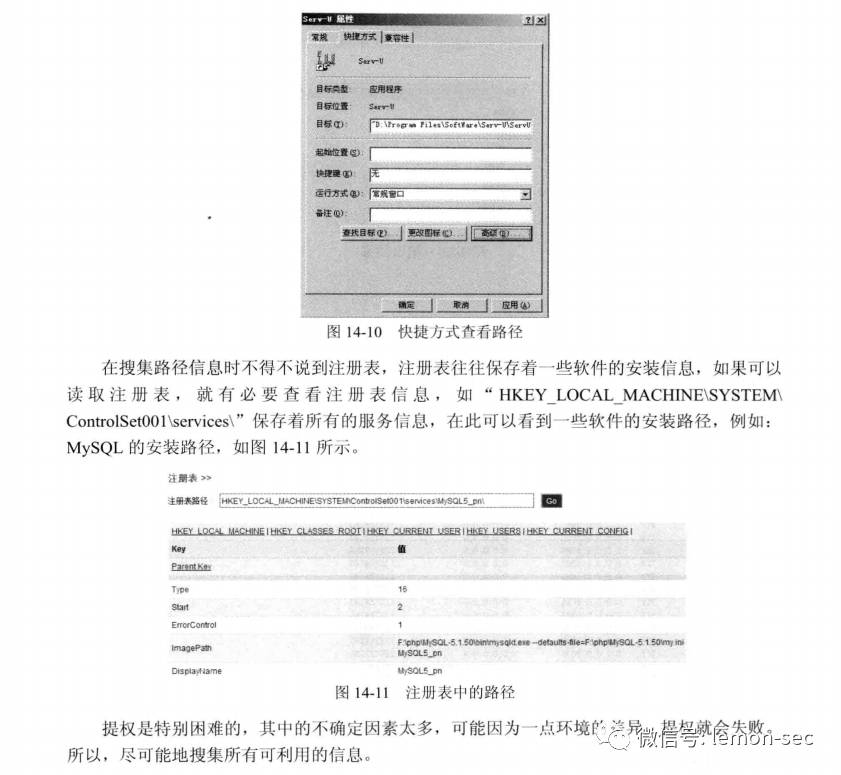 Serv-U 属性
常规 快捷方式 兼容性
Serv-U
目标类型: 应用程序
目标位置: Serv-U
目标(T): "D:\Program Files\SoftWare\Serv-U\ServU
起始位置(S):
快捷键(K): 无
运行方式(R): 常规窗口
备注(O):
查找目标(F)... 更改图标(C)... 高级(D)...
确定 取消 应用(A)
图 14-10 快捷方式查看路径
在搜集路径信息时不得不说到注册表，注册表往往保存着一些软件的安装信息，如果可以
读取注册表，就有必要查看注册表信息，如“HKEY_LOCAL_MACHINE\SYSTEM\
ControlSet001\services\”保存着所有的服务信息，在此可以看到一些软件的安装路径，例如：
MySQL 的安装路径，如图 14-11 所示。
注册表 >>
注册表路径 HKEY_LOCAL_MACHINE\SYSTEM\ControlSet001\services\MySQL5_pn\ Go
HKEY_LOCAL_MACHINE | HKEY_CLASSES_ROOT | HKEY_CURRENT_USER | HKEY_USERS | HKEY_CURRENT_CONFIG |
Key 值
Parent Key
Type 16
Start 2
ErrorControl 1
ImagePath F:\php\MySQL-5.1.50\bin\mysqld.exe --defaults-file=F:\php\MySQL-5.1.50\my.ini
MySQL5_pn
DisplayName MySQL5_pn
图 14-11 注册表中的路径
提权是特别困难的，其中的不确定因素太多，可能因为一点环境的差异，提权就会失败。
所以，尽可能地搜集所有可利用的信息。
微信号: lemon-sec